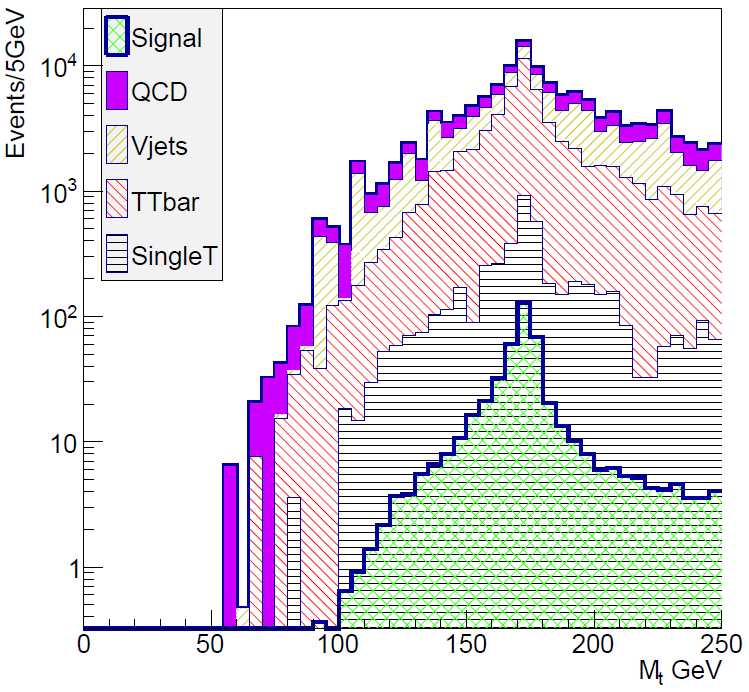 Events/5GeV
10^4
10^3
10^2
10
1
Signal
QCD
Vjets
TTbar
SingleT
0 50 100 150 200 250
M_t GeV